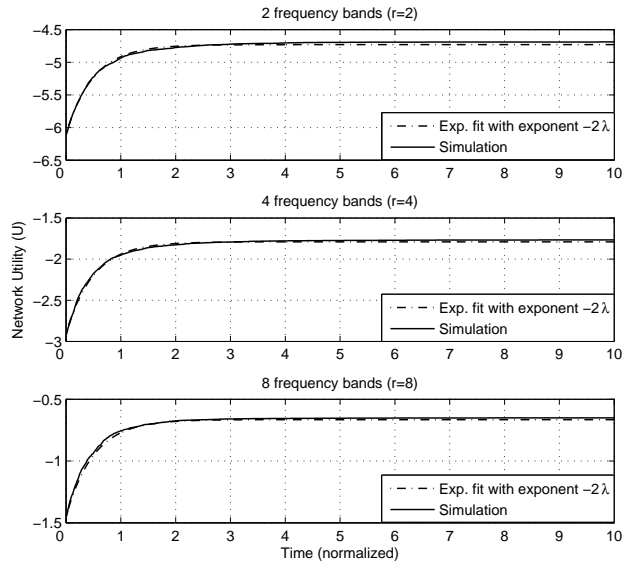 2 frequency bands (r=2)
−4.5
−5
−5.5
−6
−6.5
0 1 2 3 4 5 6 7 8 9 10
Exp. fit with exponent −2λ
Simulation
4 frequency bands (r=4)
Network Utility (U)
−1.5
−2
−2.5
−3
0 1 2 3 4 5 6 7 8 9 10
Exp. fit with exponent −2λ
Simulation
8 frequency bands (r=8)
−0.5
−1
−1.5
0 1 2 3 4 5 6 7 8 9 10
Exp. fit with exponent −2λ
Simulation
Time (normalized)